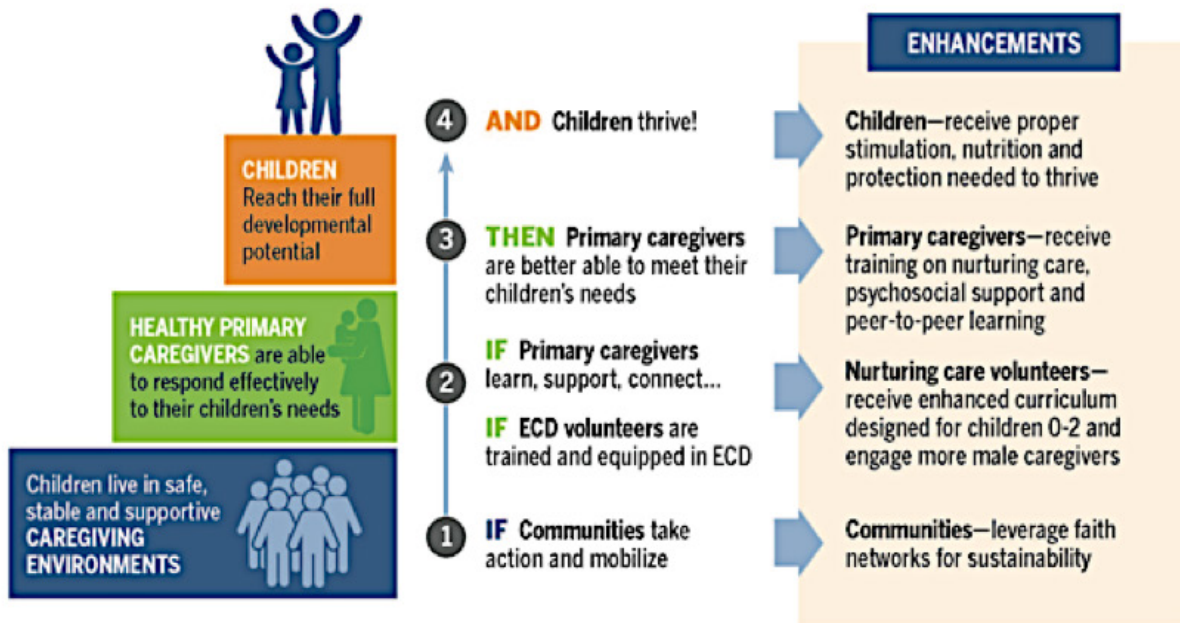 CHILDREN
Reach their full
developmental
potential
HEALTHY PRIMARY
CAREGIVERS are able
to respond effectively
to their children's needs
Children live in safe,
stable and supportive
CAREGIVING
ENVIRONMENTS
4 AND Children thrive!
3 THEN Primary caregivers
are better able to meet their
children's needs
2 IF Primary caregivers
learn, support, connect...
IF ECD volunteers are
trained and equipped in ECD
1 IF Communities take
action and mobilize
ENHANCEMENTS
Children—receive proper
stimulation, nutrition and
protection needed to thrive
Primary caregivers—receive
training on nurturing care,
psychosocial support and
peer-to-peer learning
Nurturing care volunteers—
receive enhanced curriculum
designed for children 0-2 and
engage more male caregivers
Communities—leverage faith
networks for sustainability